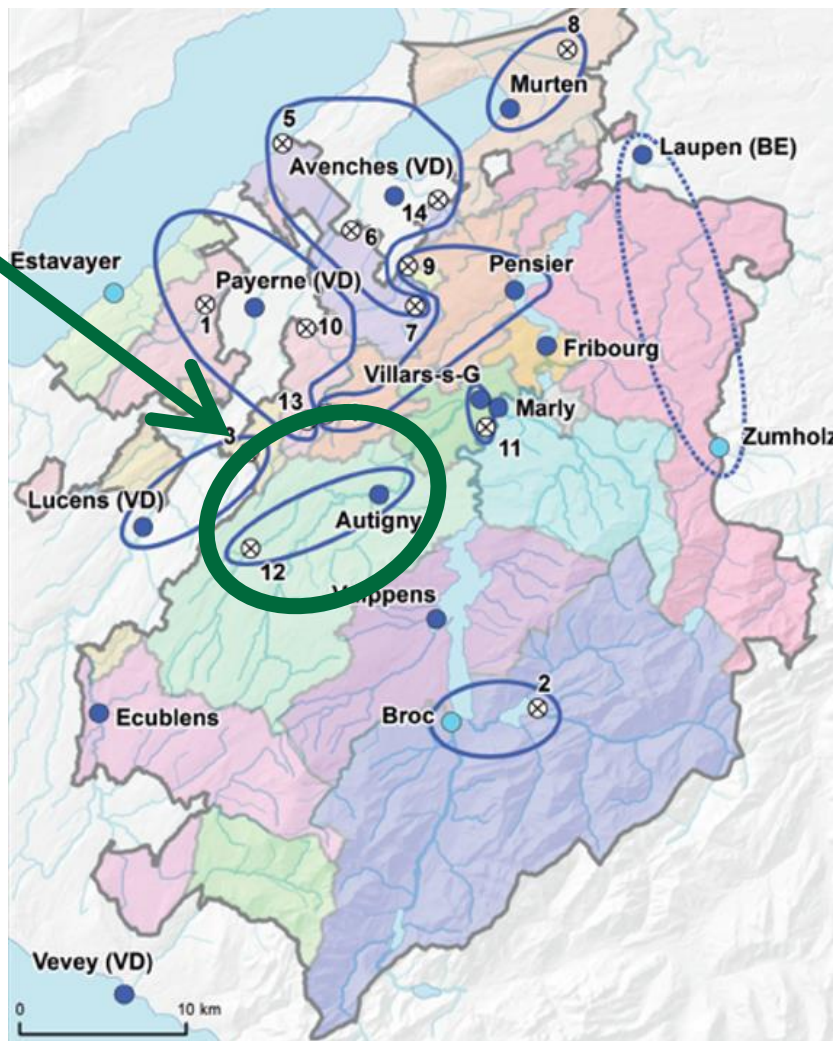 8
Murten
5
Laupen (BE)
Avenches (VD)
14
6
Estavayer
9
Pensier
Payerne (VD)
1
10
7
Fribourg
Villars-s-G
13
Marly
3
11
Zumholz
Lucens (VD)
Autigny
12
2
Ecublens
Broc
Vevey (VD)
0
10 km